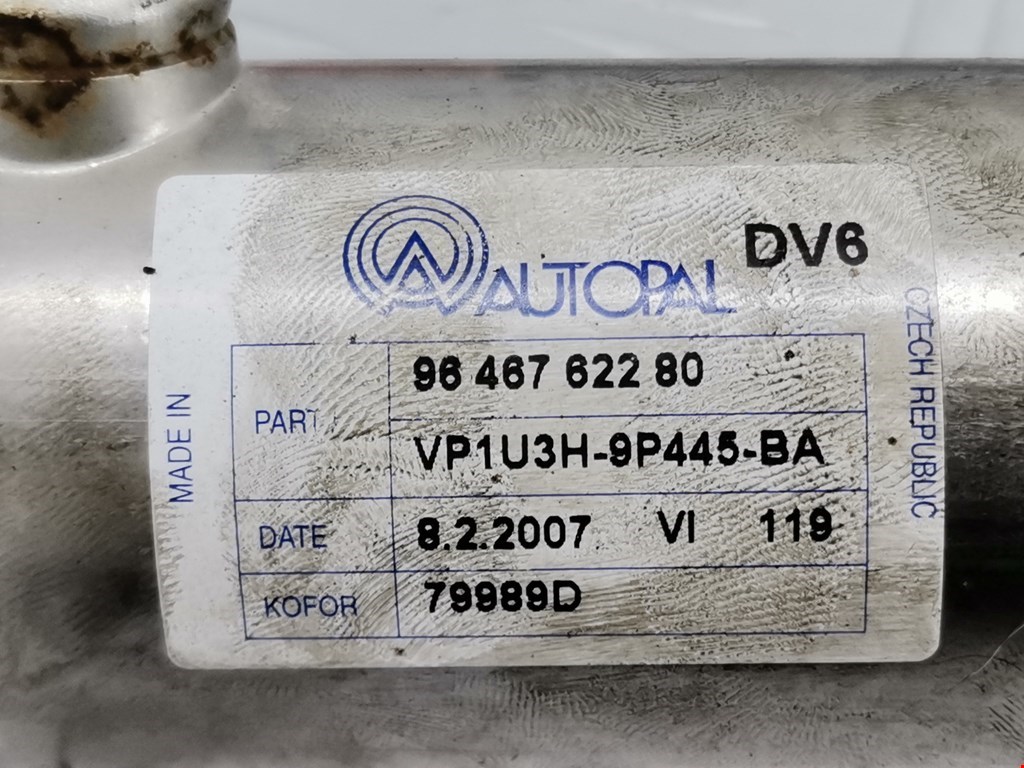 AUTOPAL
DV6
MADE IN
CZECH REPUBLIC
PART
96 467 622 80
VP1U3H-9P445-BA
DATE
8.2.2007 VI 119
KOFOR
79989D